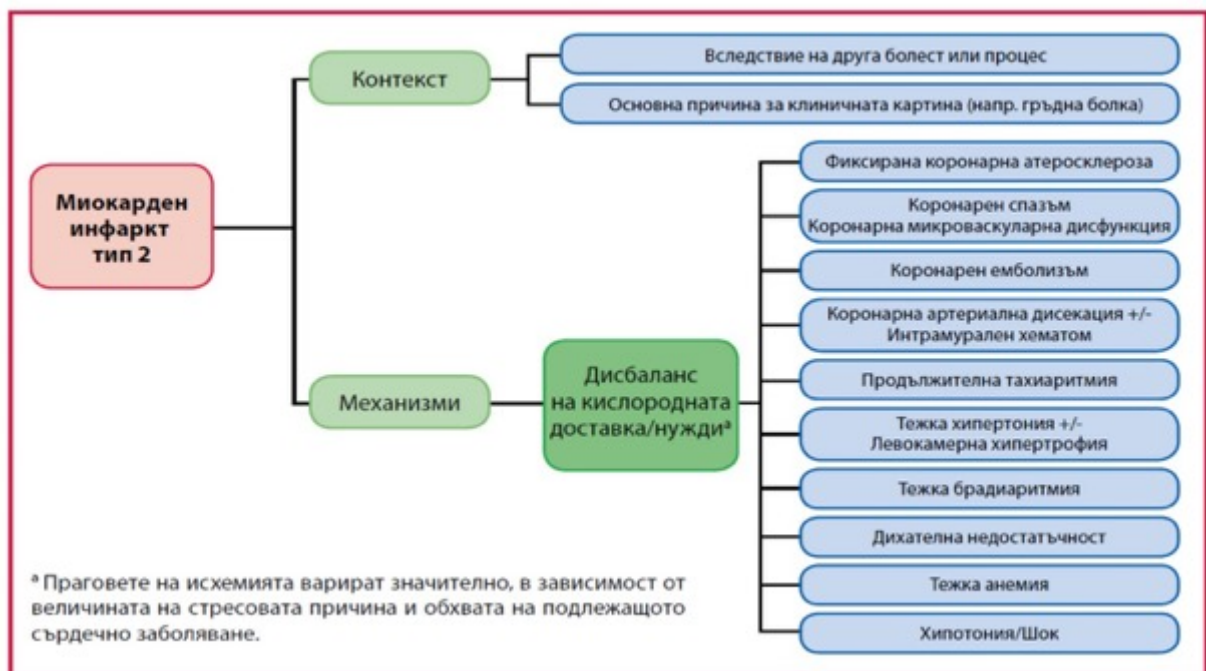 Контекст
Вследствие на друга болест или процес
Основна причина за клиничната картина (напр. гръдна болка)
Миокарден
инфаркт
тип 2
Механизми
Дисбаланс
на кислородната
доставка/нуждиª
Фиксирана коронарна атеросклероза
Коронарен спазъм
Коронарна микроваскуларна дисфункция
Коронарен емболизъм
Коронарна артериална дисекация +/-
Интрамурален хематом
Продължителна тахиаритмия
Тежка хипертония +/-
Левокамерна хипертрофия
Тежка брадиаритмия
Дихателна недостатъчност
Тежка анемия
Хипотония/Шок
ª Праговете на исхемията варират значително, в зависимост от
величината на стресовата причина и обхвата на подлежащото
сърдечно заболяване.